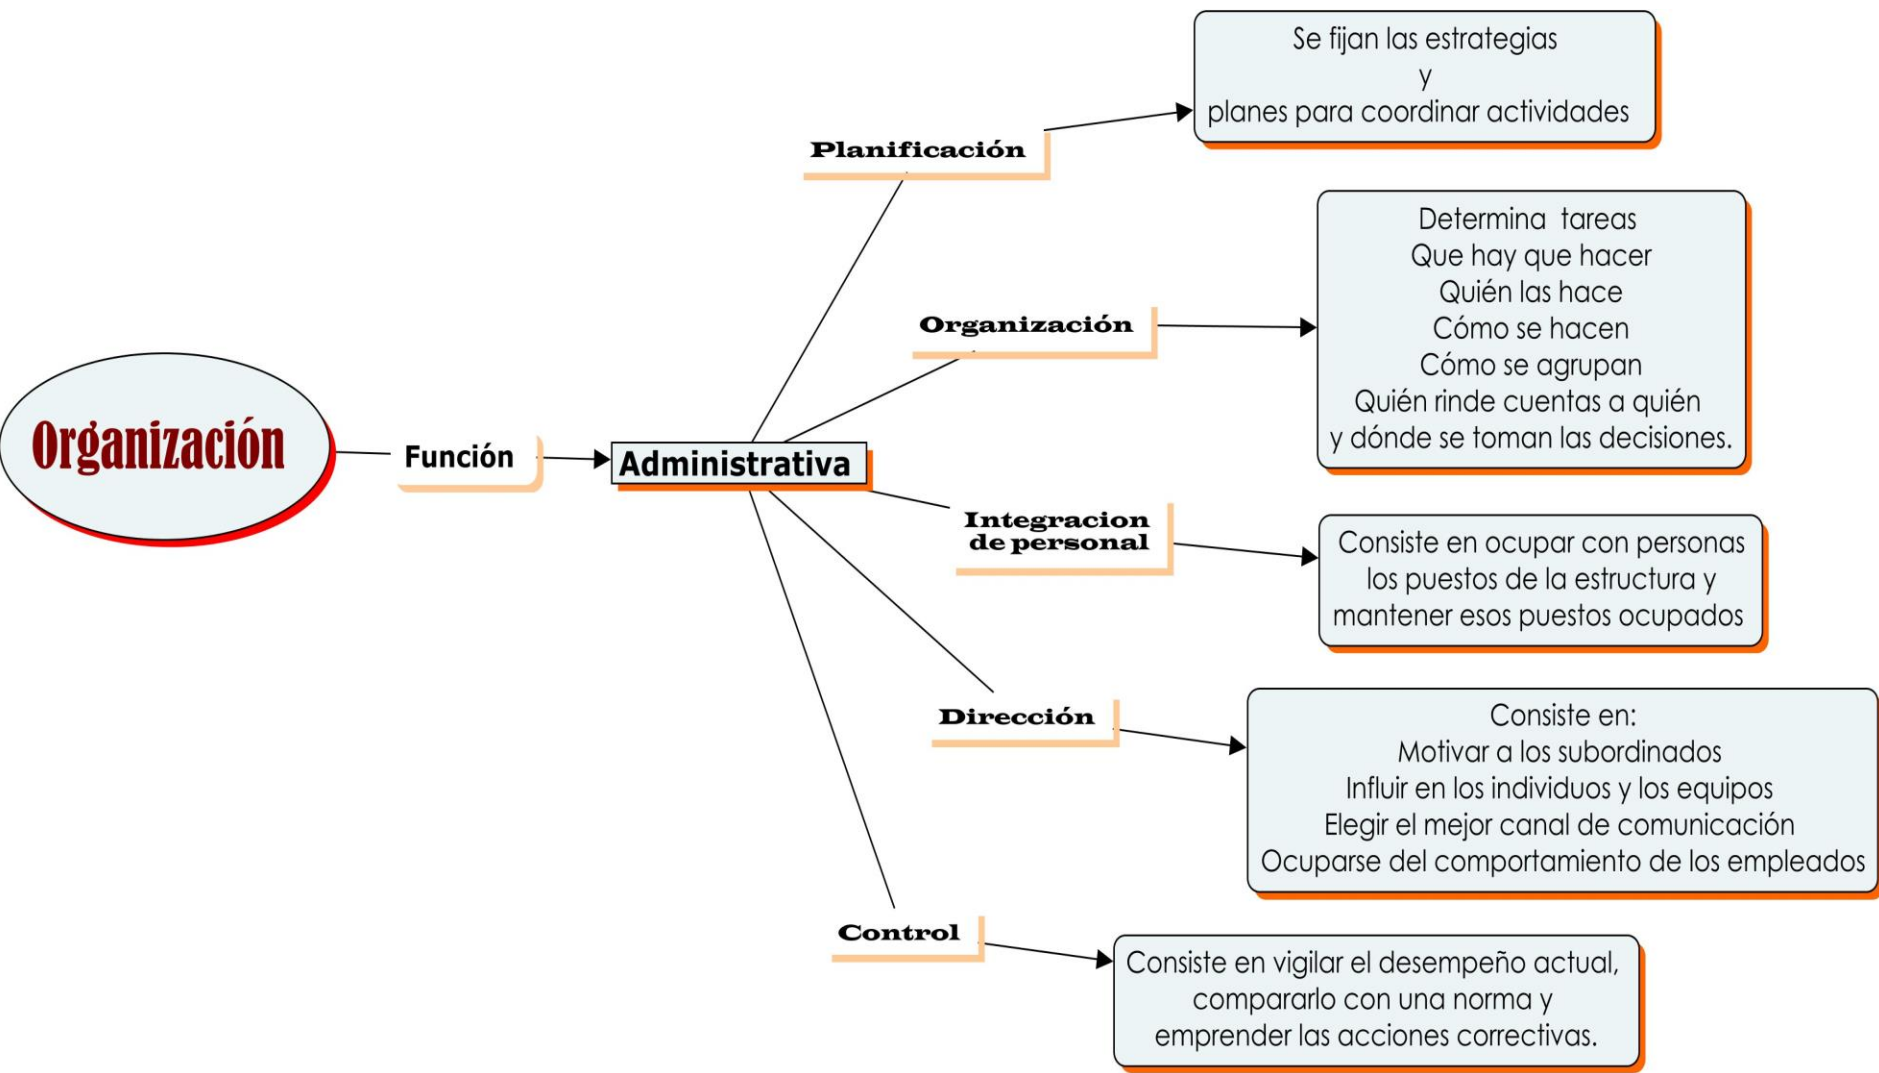 Organización
Función
Administrativa
Planificación
Se fijan las estrategias
y
planes para coordinar actividades
Organización
Determina tareas
Que hay que hacer
Quién las hace
Cómo se hacen
Cómo se agrupan
Quién rinde cuentas a quién
y dónde se toman las decisiones.
Integracion
de personal
Consiste en ocupar con personas
los puestos de la estructura y
mantener esos puestos ocupados
Dirección
Consiste en:
Motivar a los subordinados
Influir en los individuos y los equipos
Elegir el mejor canal de comunicación
Ocuparse del comportamiento de los empleados
Control
Consiste en vigilar el desempeño actual,
compararlo con una norma y
emprender las acciones correctivas.